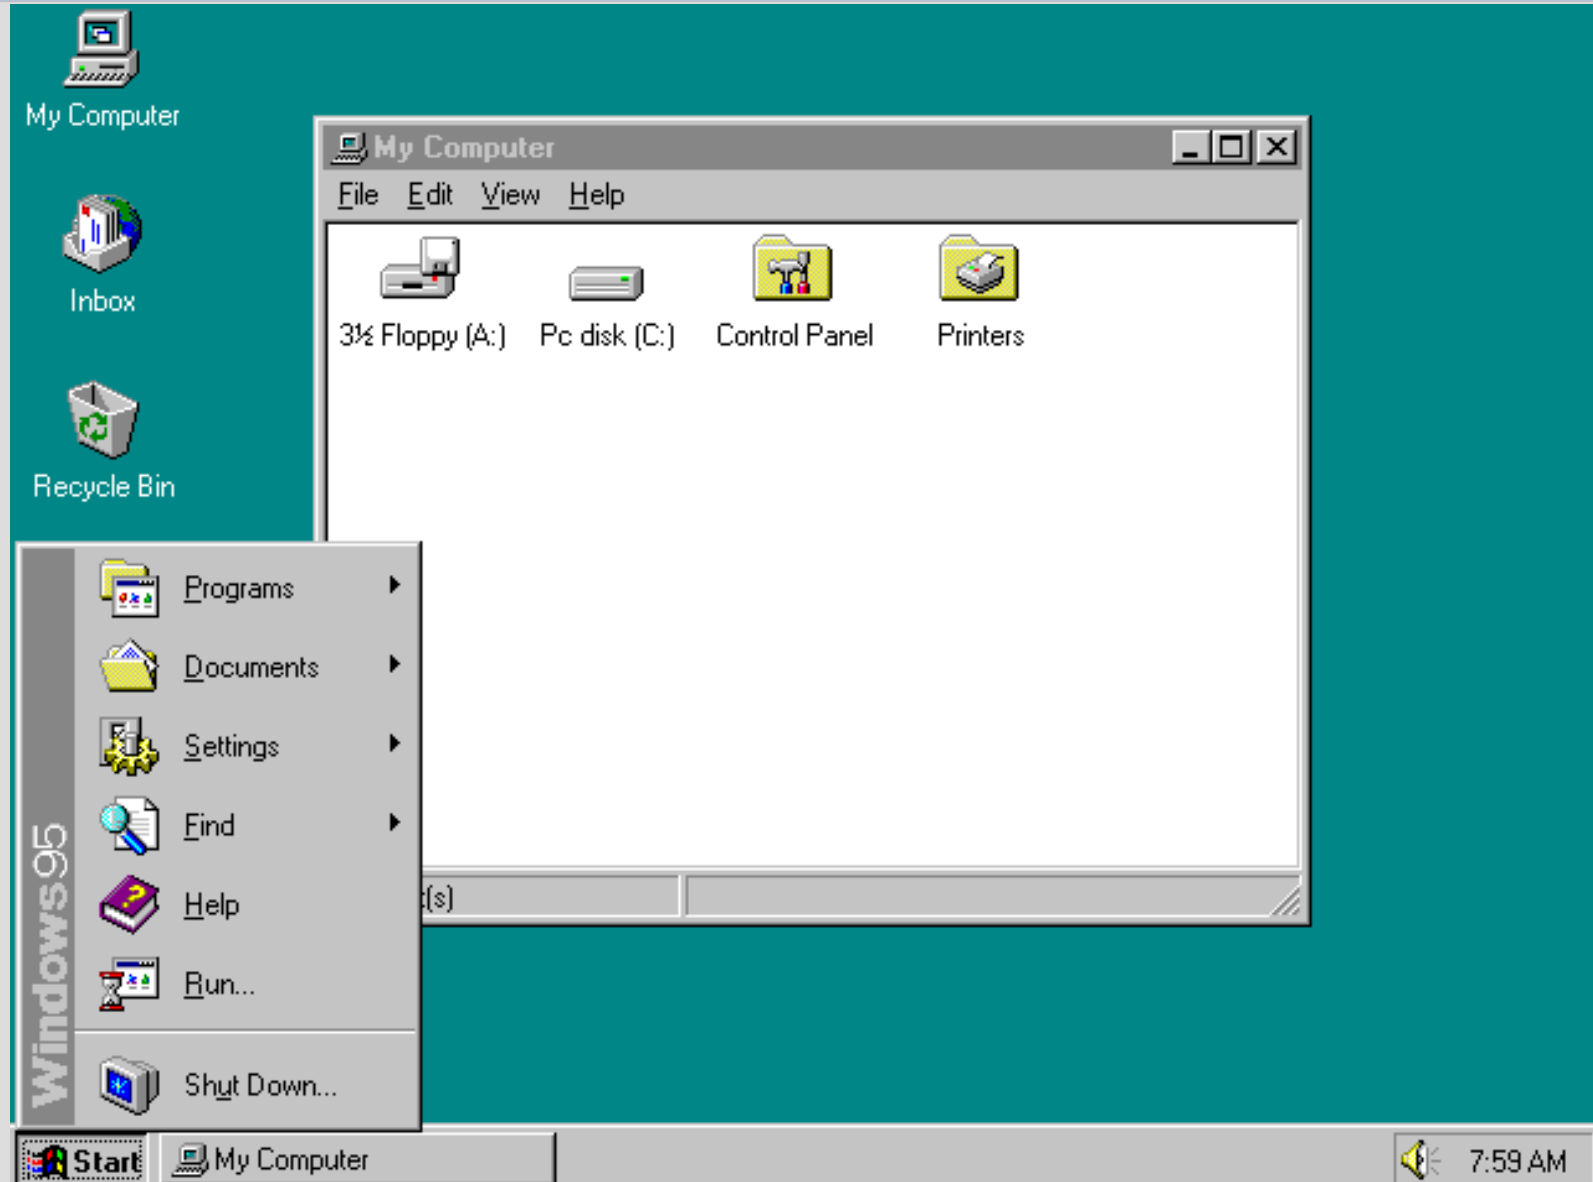 My Computer
Inbox
Recycle Bin
My Computer
File Edit View Help
3½ Floppy (A:) Pc disk (C:) Control Panel Printers
(s)
Windows95
Programs
Documents
Settings
Find
Help
Run...
Shut Down...
Start My Computer 7:59 AM